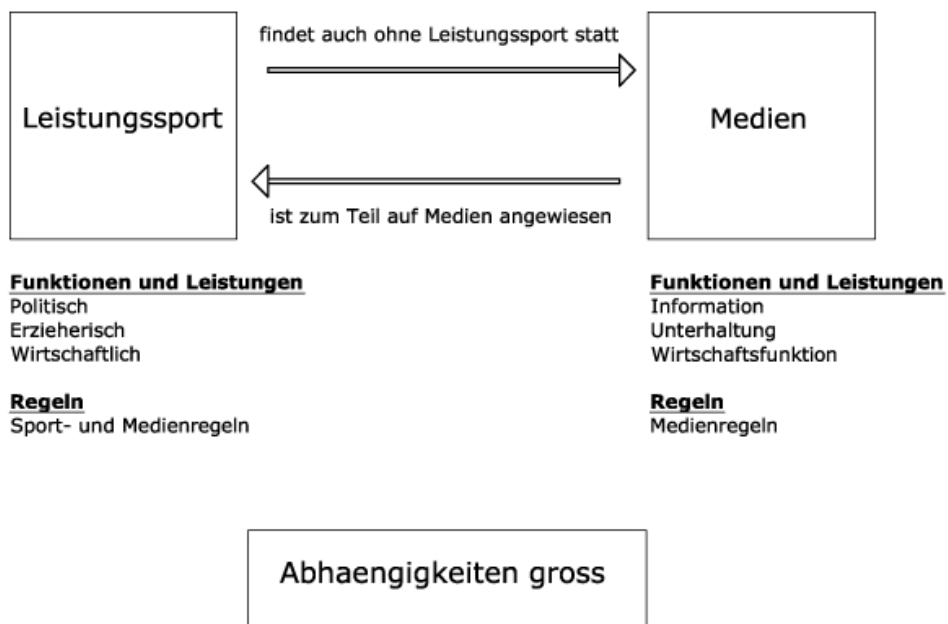 findet auch ohne Leistungssport statt
Leistungssport
Medien
ist zum Teil auf Medien angewiesen
Funktionen und Leistungen
Politisch
Erzieherisch
Wirtschaftlich
Regeln
Sport- und Medienregeln
Funktionen und Leistungen
Information
Unterhaltung
Wirtschaftsfunktion
Regeln
Medienregeln
Abhaengigkeiten gross